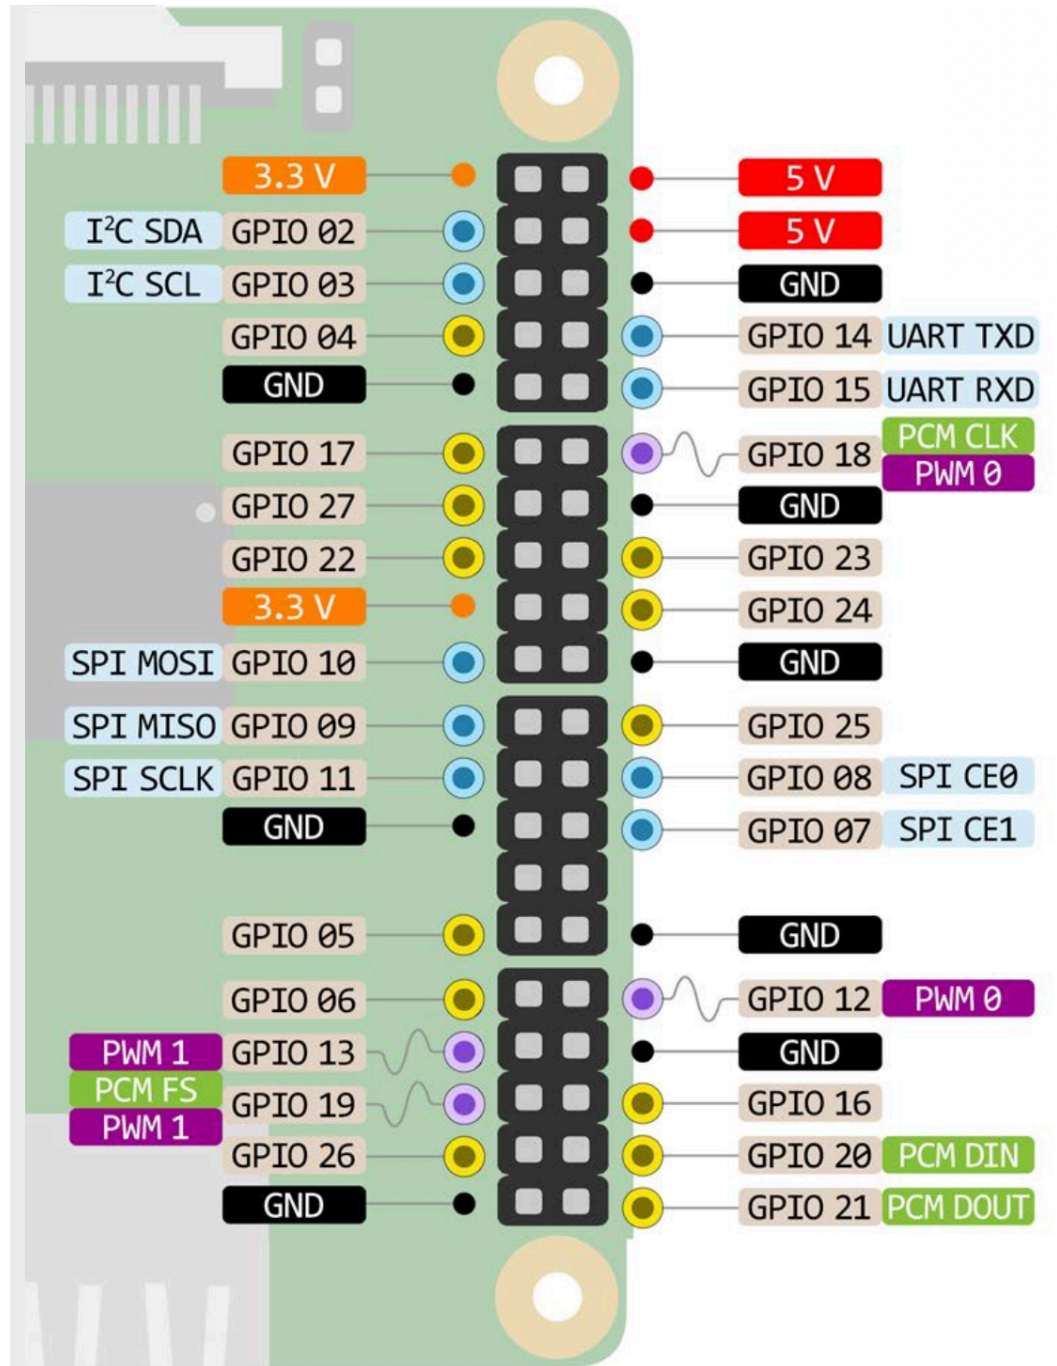 3.3 V 5 V
I²C SDA GPIO 02 5 V
I²C SCL GPIO 03 GND
GPIO 04 GPIO 14 UART TXD
GND GPIO 15 UART RXD
PCM CLK
GPIO 17 GPIO 18
PWM 0
GPIO 27 GND
GPIO 22 GPIO 23
3.3 V GPIO 24
SPI MOSI GPIO 10 GND
SPI MISO GPIO 09 GPIO 25
SPI SCLK GPIO 11 GPIO 08 SPI CE0
GND GPIO 07 SPI CE1
GPIO 05 GND
GPIO 06 GPIO 12 PWM 0
PWM 1 GPIO 13 GND
PCM FS
GPIO 19 GPIO 16
PWM 1
GPIO 26 GPIO 20 PCM DIN
GND GPIO 21 PCM DOUT